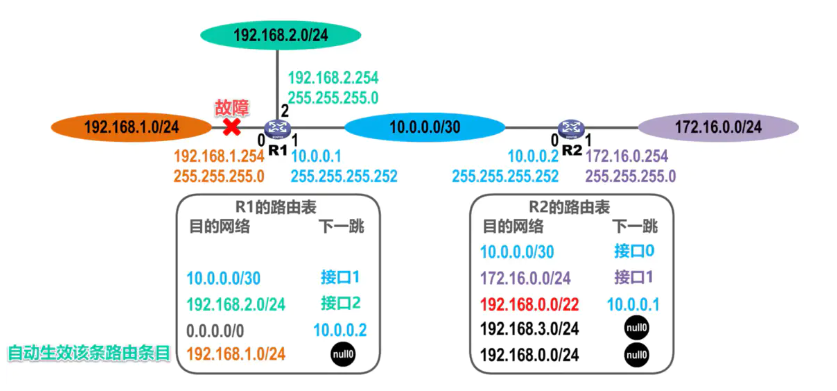 192.168.2.0/24
192.168.2.254
255.255.255.0
故障
2
192.168.1.0/24
10.0.0.0/30
172.16.0.0/24
0
R1
1
0
R2
1
192.168.1.254
255.255.255.0
10.0.0.1
255.255.255.252
10.0.0.2
255.255.255.252
172.16.0.254
255.255.255.0
R1的路由表
目的网络 下一跳
10.0.0.0/30 接口1
192.168.2.0/24 接口2
0.0.0.0/0 10.0.0.2
自动生效该条路由条目
192.168.1.0/24 null0
R2的路由表
目的网络 下一跳
10.0.0.0/30 接口0
172.16.0.0/24 接口1
192.168.0.0/22 10.0.0.1
192.168.3.0/24 null0
192.168.0.0/24 null0